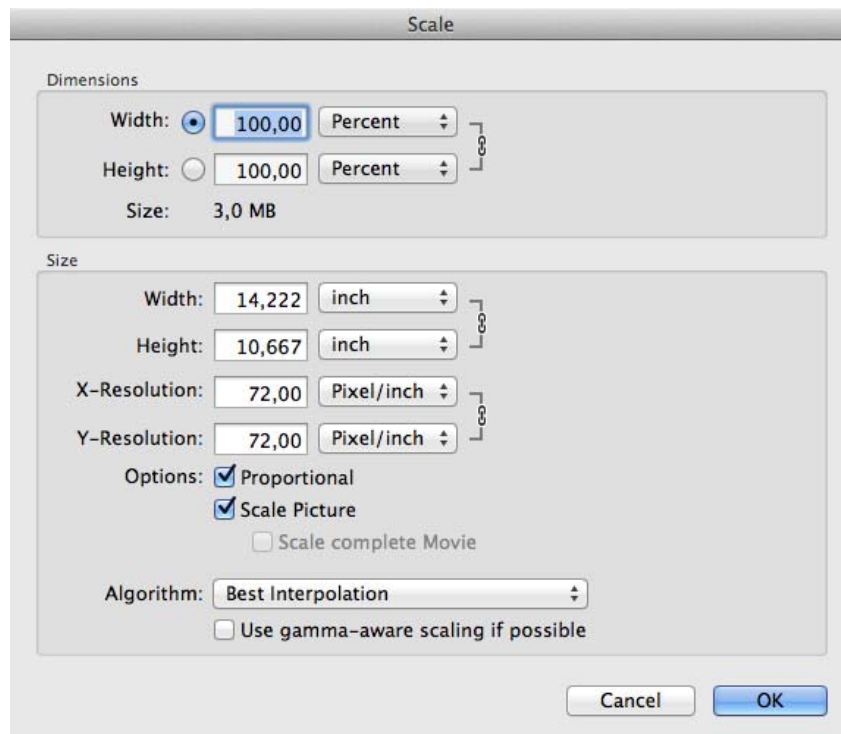 Scale
Dimensions
Width: 100,00 Percent
Height: 100,00 Percent
Size: 3,0 MB
Size
Width: 14,222 inch
Height: 10,667 inch
X-Resolution: 72,00 Pixel/inch
Y-Resolution: 72,00 Pixel/inch
Options: Proportional
Scale Picture
Scale complete Movie
Algorithm: Best Interpolation
Use gamma-aware scaling if possible
Cancel OK